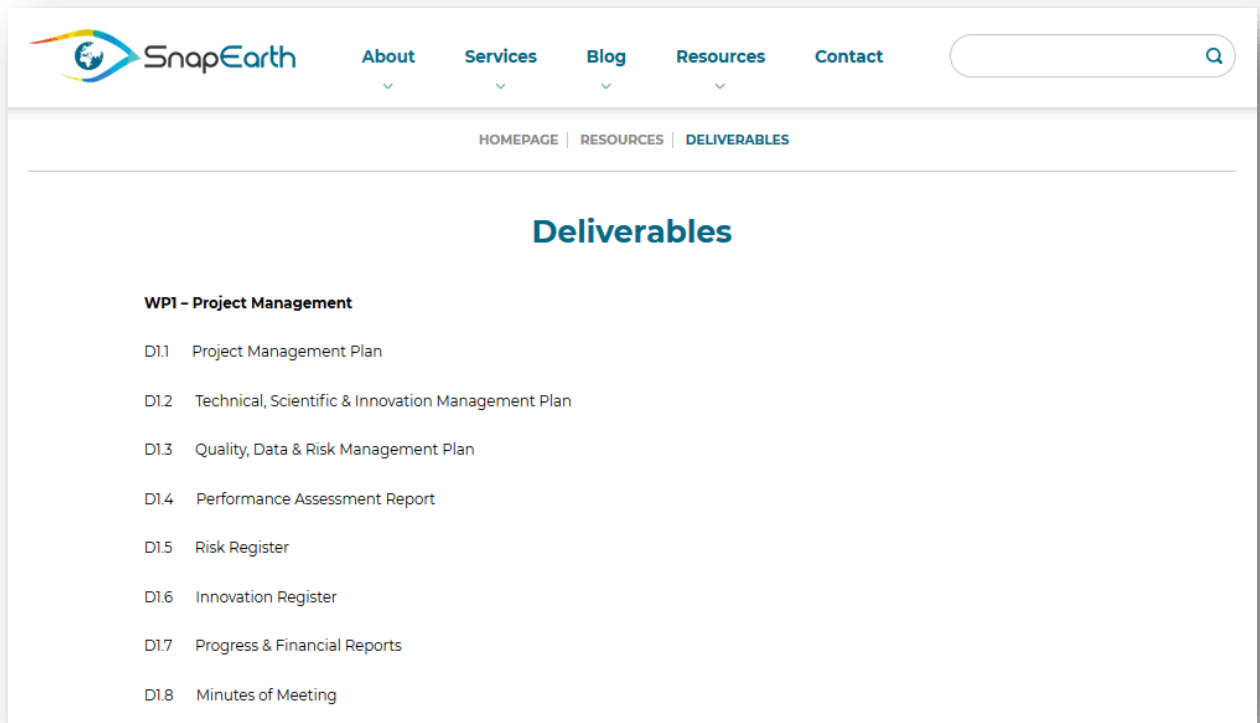 SnapEarth
About Services Blog Resources Contact
HOMEPAGE | RESOURCES | DELIVERABLES
Deliverables
WP1 – Project Management
D1.1 Project Management Plan
D1.2 Technical, Scientific & Innovation Management Plan
D1.3 Quality, Data & Risk Management Plan
D1.4 Performance Assessment Report
D1.5 Risk Register
D1.6 Innovation Register
D1.7 Progress & Financial Reports
D1.8 Minutes of Meeting